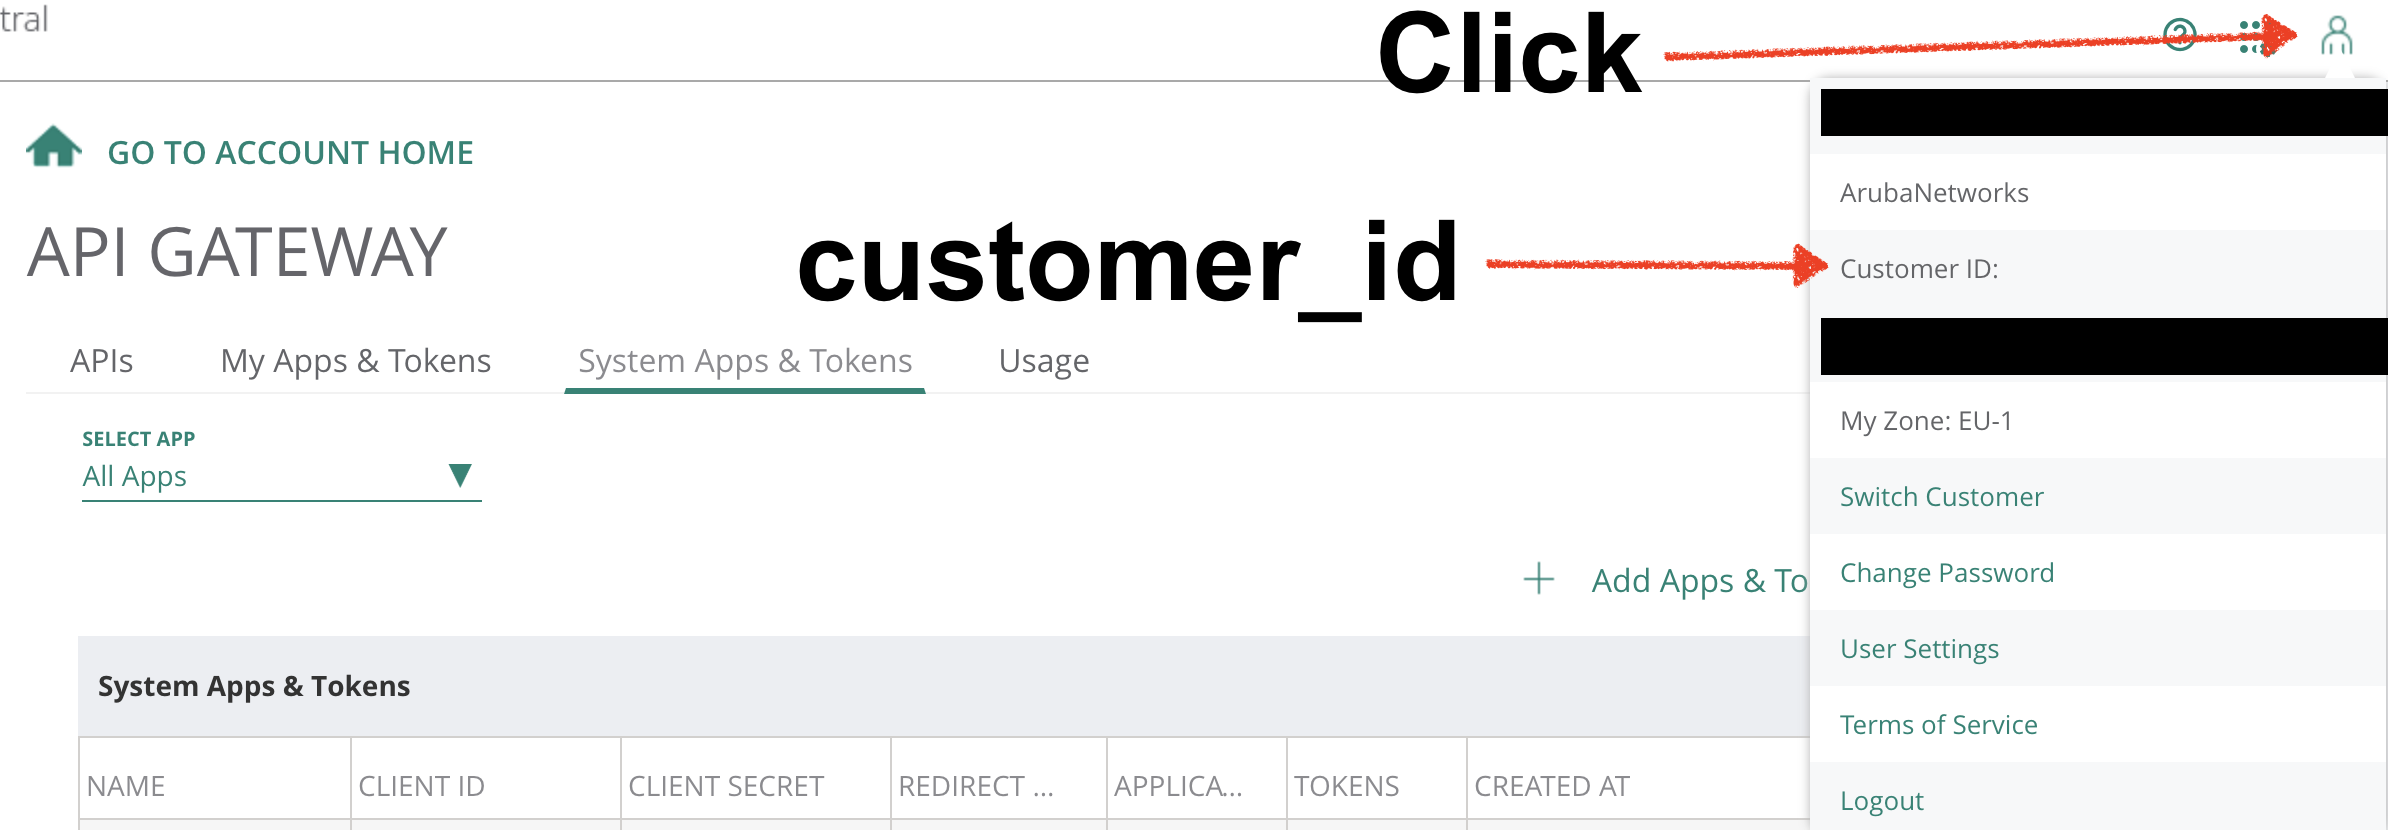 tral
Click
GO TO ACCOUNT HOME
ArubaNetworks
API GATEWAY
customer_id
Customer ID:
APIs
My Apps & Tokens
System Apps & Tokens
Usage
My Zone: EU-1
SELECT APP
All Apps
Switch Customer
Add Apps & To
Change Password
User Settings
System Apps & Tokens
Terms of Service
NAME
CLIENT ID
CLIENT SECRET
REDIRECT ...
APPLICA...
TOKENS
CREATED AT
Logout